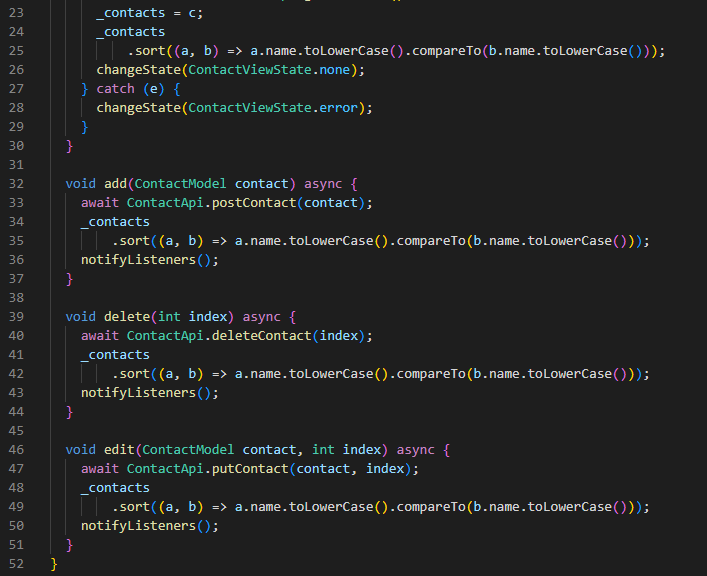 23 _contacts = c;
24 _contacts
25 .sort((a, b) => a.name.toLowerCase().compareTo(b.name.toLowerCase()));
26 changeState(ContactViewState.none);
27 } catch (e) {
28 changeState(ContactViewState.error);
29 }
30 }
31
32 void add(ContactModel contact) async {
33 await ContactApi.postContact(contact);
34 _contacts
35 .sort((a, b) => a.name.toLowerCase().compareTo(b.name.toLowerCase()));
36 notifyListeners();
37 }
38
39 void delete(int index) async {
40 await ContactApi.deleteContact(index);
41 _contacts
42 .sort((a, b) => a.name.toLowerCase().compareTo(b.name.toLowerCase()));
43 notifyListeners();
44 }
45
46 void edit(ContactModel contact, int index) async {
47 await ContactApi.putContact(contact, index);
48 _contacts
49 .sort((a, b) => a.name.toLowerCase().compareTo(b.name.toLowerCase()));
50 notifyListeners();
51 }
52 }